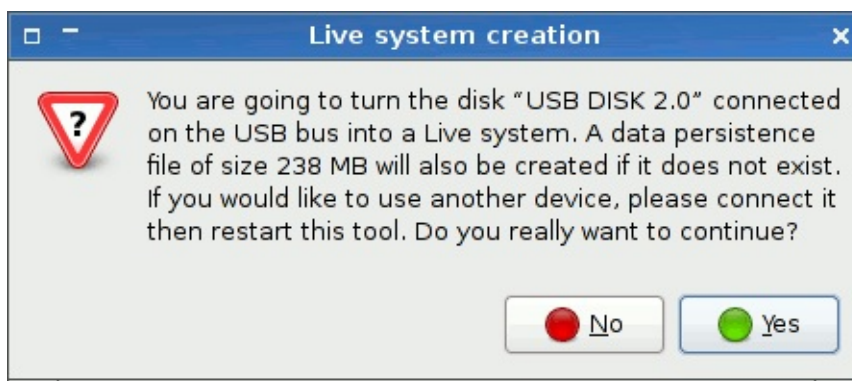 Live system creation
You are going to turn the disk “USB DISK 2.0” connected
on the USB bus into a Live system. A data persistence
file of size 238 MB will also be created if it does not exist.
If you would like to use another device, please connect it
then restart this tool. Do you really want to continue?
?
No
Yes